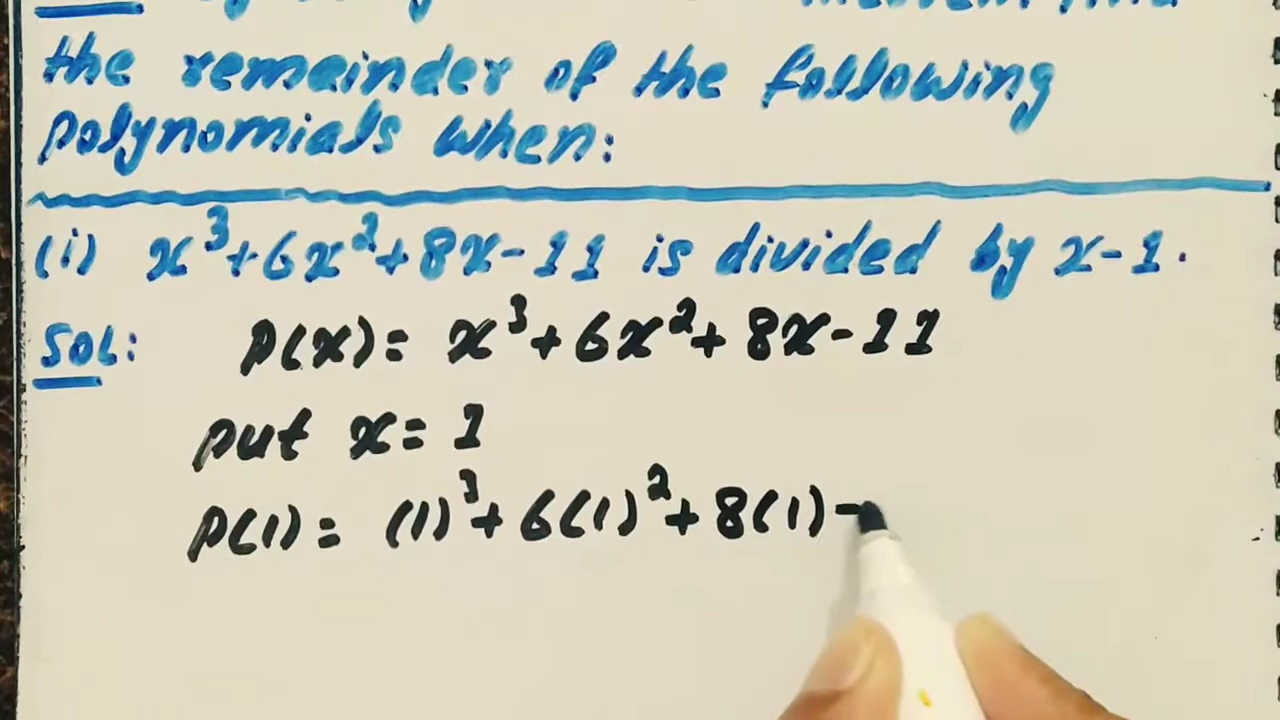 the remainder of the following
polynomials when:
(i) x³+6x²+8x-11 is divided by x-1.
SOL: P(x)= x³+6x²+8x-11
put x=1
P(1)= (1)³+6(1)²+8(1)-